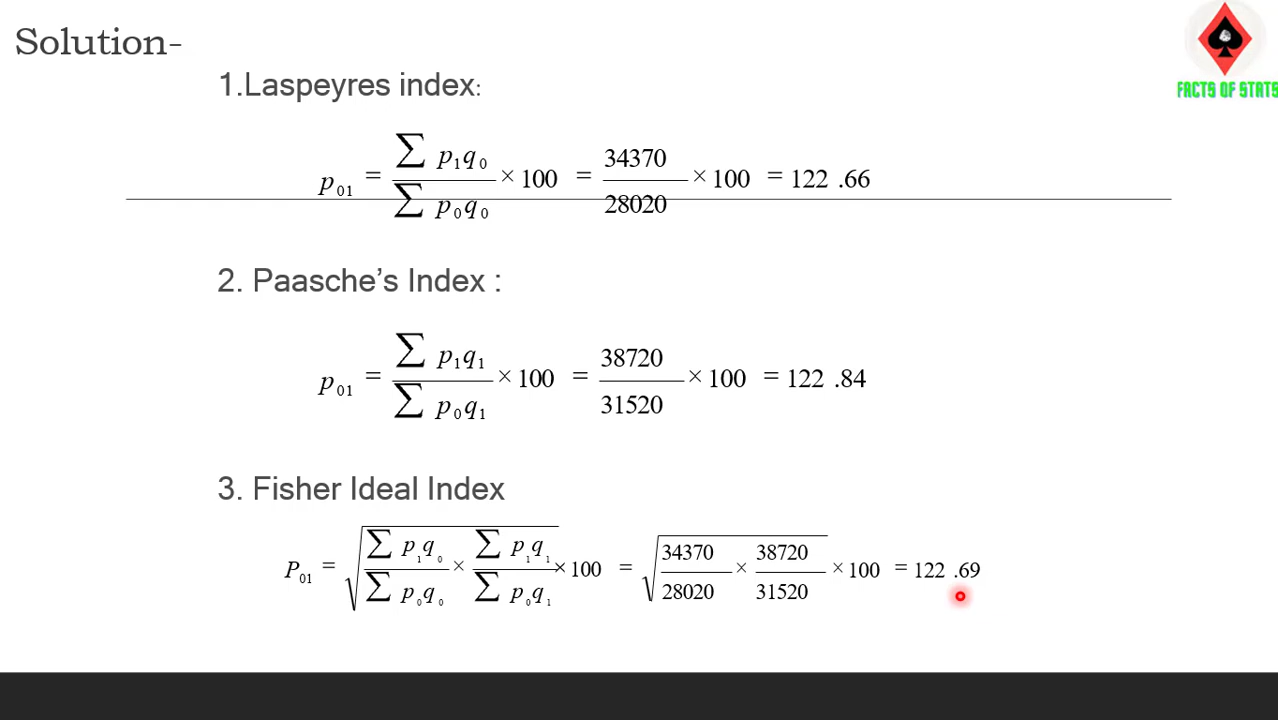 Solution-
FACTS OF STATS
1.Laspeyres index:
p₀₁ = ∑ p₁q₀ / ∑ p₀q₀ × 100 = 34370 / 28020 × 100 = 122 .66
2. Paasche’s Index :
p₀₁ = ∑ p₁q₁ / ∑ p₀q₁ × 100 = 38720 / 31520 × 100 = 122 .84
3. Fisher Ideal Index
P₀₁ = √(∑ p₁q₀ / ∑ p₀q₀ × ∑ p₁q₁ / ∑ p₀q₁) × 100 = √(34370 / 28020 × 38720 / 31520) × 100 = 122 .69